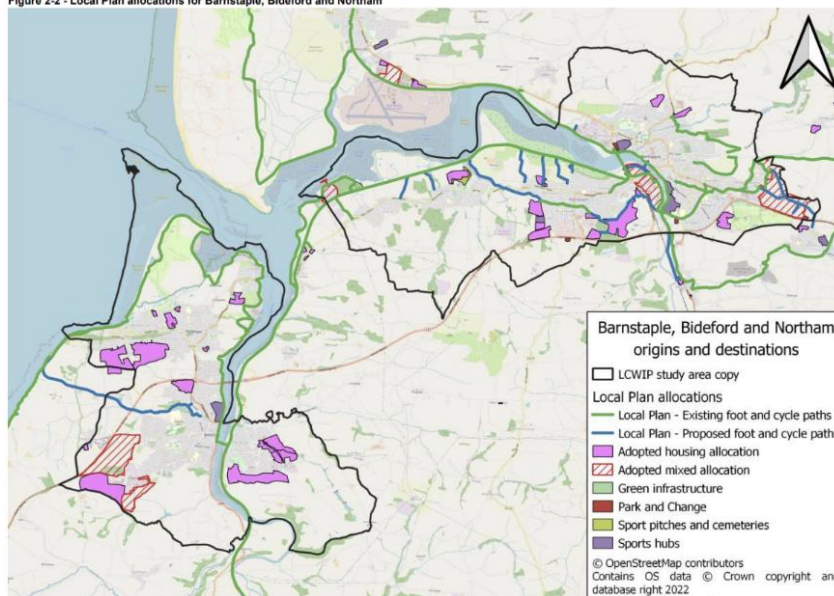 Figure 2-2 - Local Plan allocations for Barnstaple, Bideford and Northam
Barnstaple, Bideford and Northam
origins and destinations
LCWIP study area copy
Local Plan allocations
Local Plan - Existing foot and cycle paths
Local Plan - Proposed foot and cycle path
Adopted housing allocation
Adopted mixed allocation
Green infrastructure
Park and Change
Sport pitches and cemeteries
Sports hubs
© OpenStreetMap contributors
Contains OS data © Crown copyright an
database right 2022